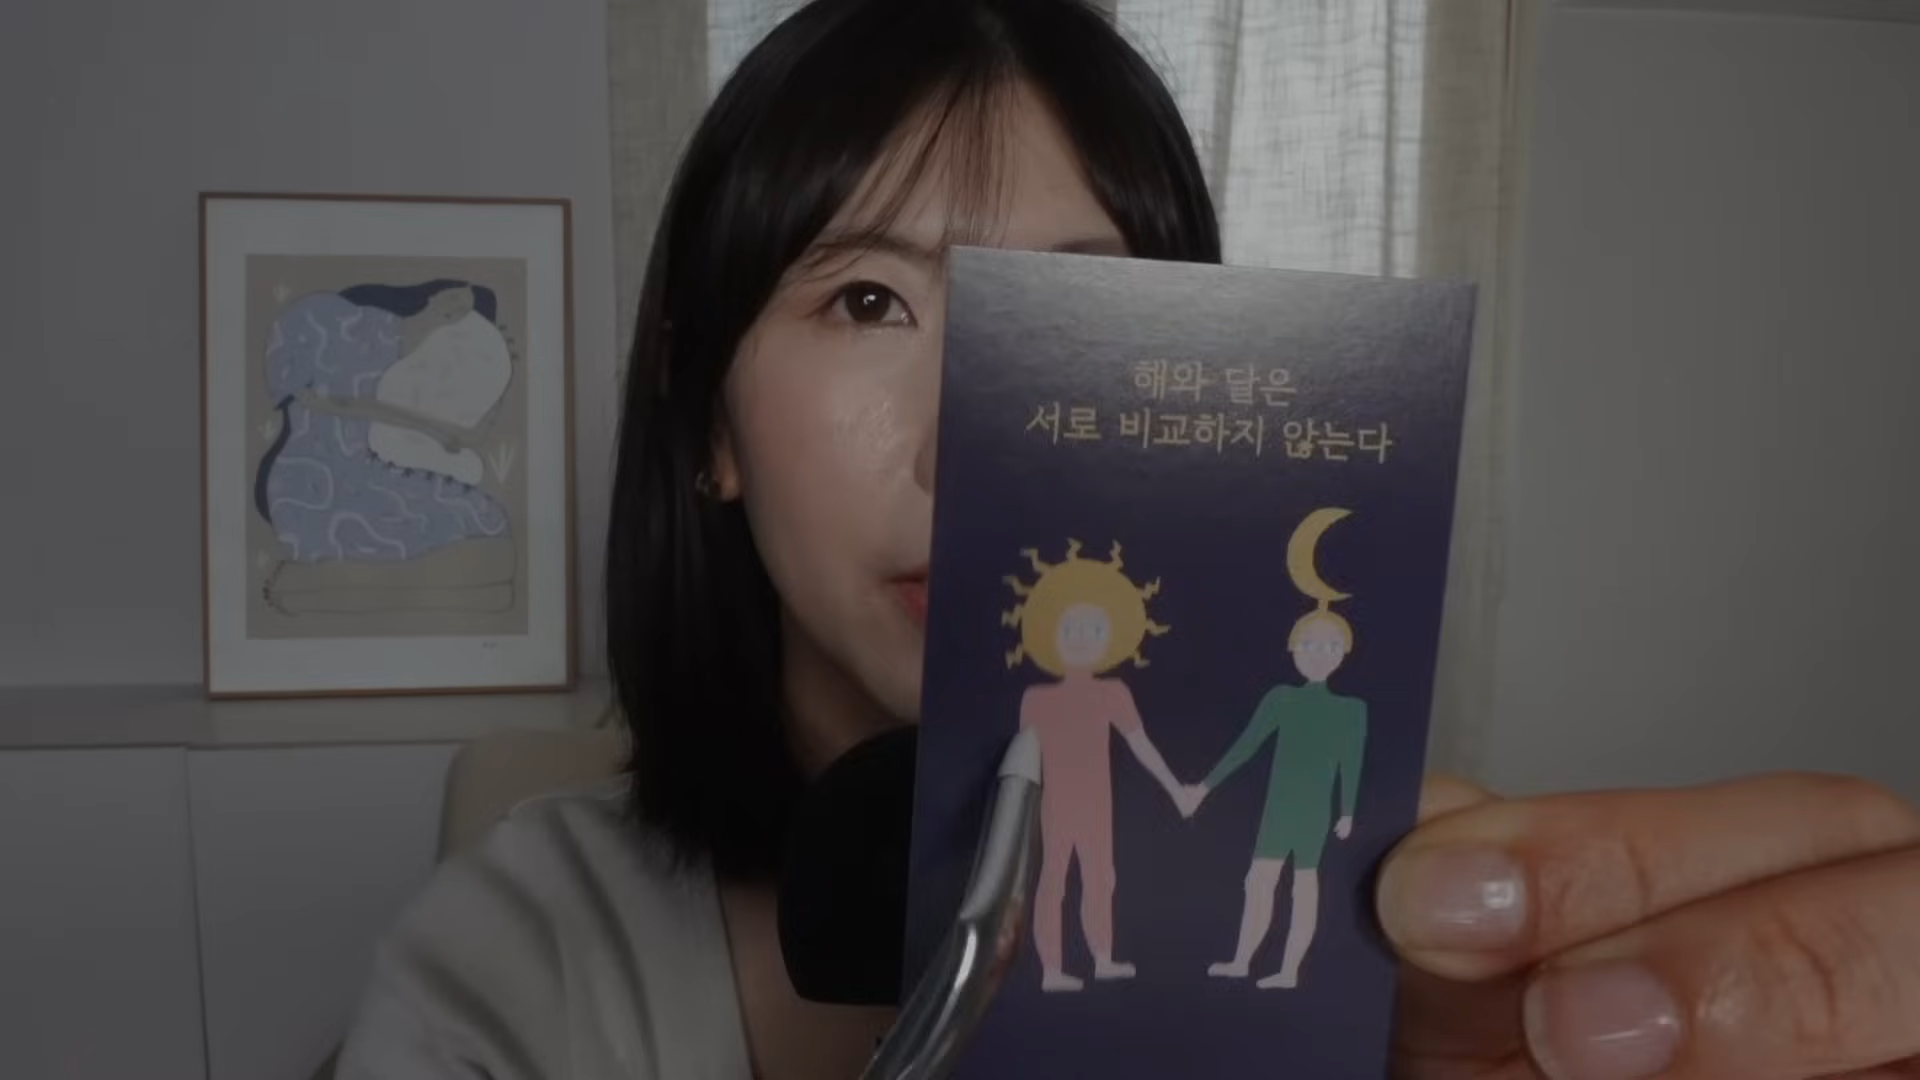 해와 달은
서로 비교하지 않는다